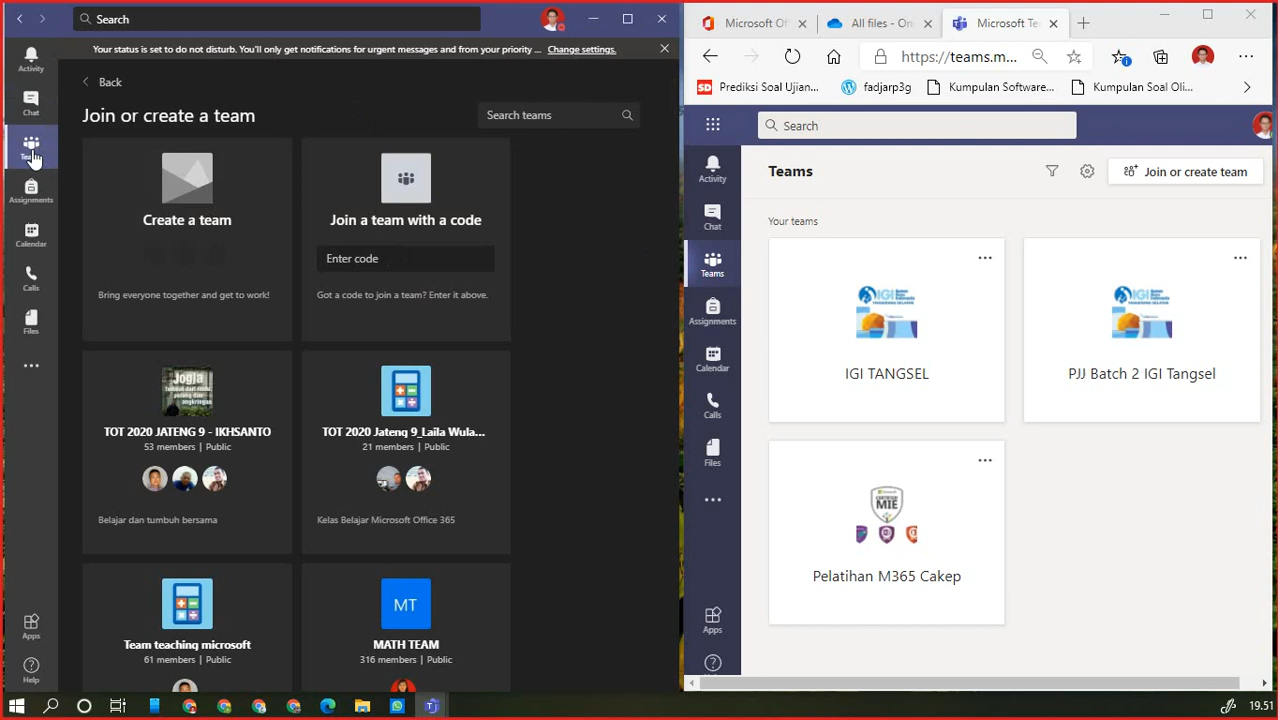 Search
Your status is set to do not disturb. You'll only get notifications for urgent messages and from your priority ... Change settings.
Activity
Chat
Assignments
Calendar
Calls
Files
Apps
Help
Back
Join or create a team
Search teams
Create a team
Bring everyone together and get to work!
Join a team with a code
Enter code
Got a code to join a team? Enter it above.
Jogja
TOT 2020 JATENG 9 - IKHSANTO
53 members | Public
Belajar dan tumbuh bersama
TOT 2020 Jateng 9_Laila Wula...
21 members | Public
Kelas Belajar Microsoft Office 365
Team teaching microsoft
61 members | Public
MT
MATH TEAM
316 members | Public
Microsoft Of
All files - On
Microsoft Te
https://teams.m...
SD Prediksi Soal Ujian...
fadjarp3g
Kumpulan Software...
Kumpulan Soal Oli...
Search
Activity
Chat
Teams
Assignments
Calendar
Calls
Files
Apps
Teams
Join or create team
Your teams
IGI
IGI TANGSEL
IGI
PJJ Batch 2 IGI Tangsel
MIE
Pelatihan M365 Cakep
19.51